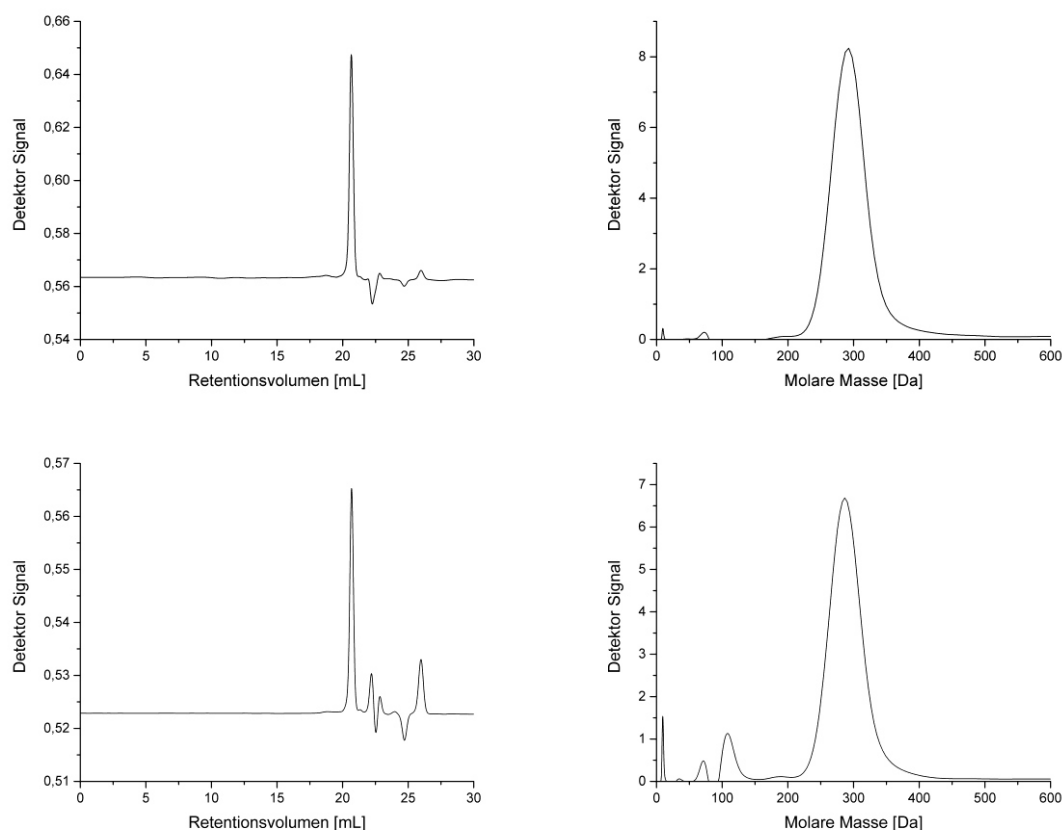 0,66
0,64
0,62
0,60
0,58
0,56
0,54
Detektor Signal
0 5 10 15 20 25 30
Retentionsvolumen [mL]
8
6
4
2
0
Detektor Signal
0 100 200 300 400 500 600
Molare Masse [Da]
0,57
0,56
0,55
0,54
0,53
0,52
0,51
Detektor Signal
0 5 10 15 20 25 30
Retentionsvolumen [mL]
7
6
5
4
3
2
1
0
Detektor Signal
0 100 200 300 400 500 600
Molare Masse [Da]